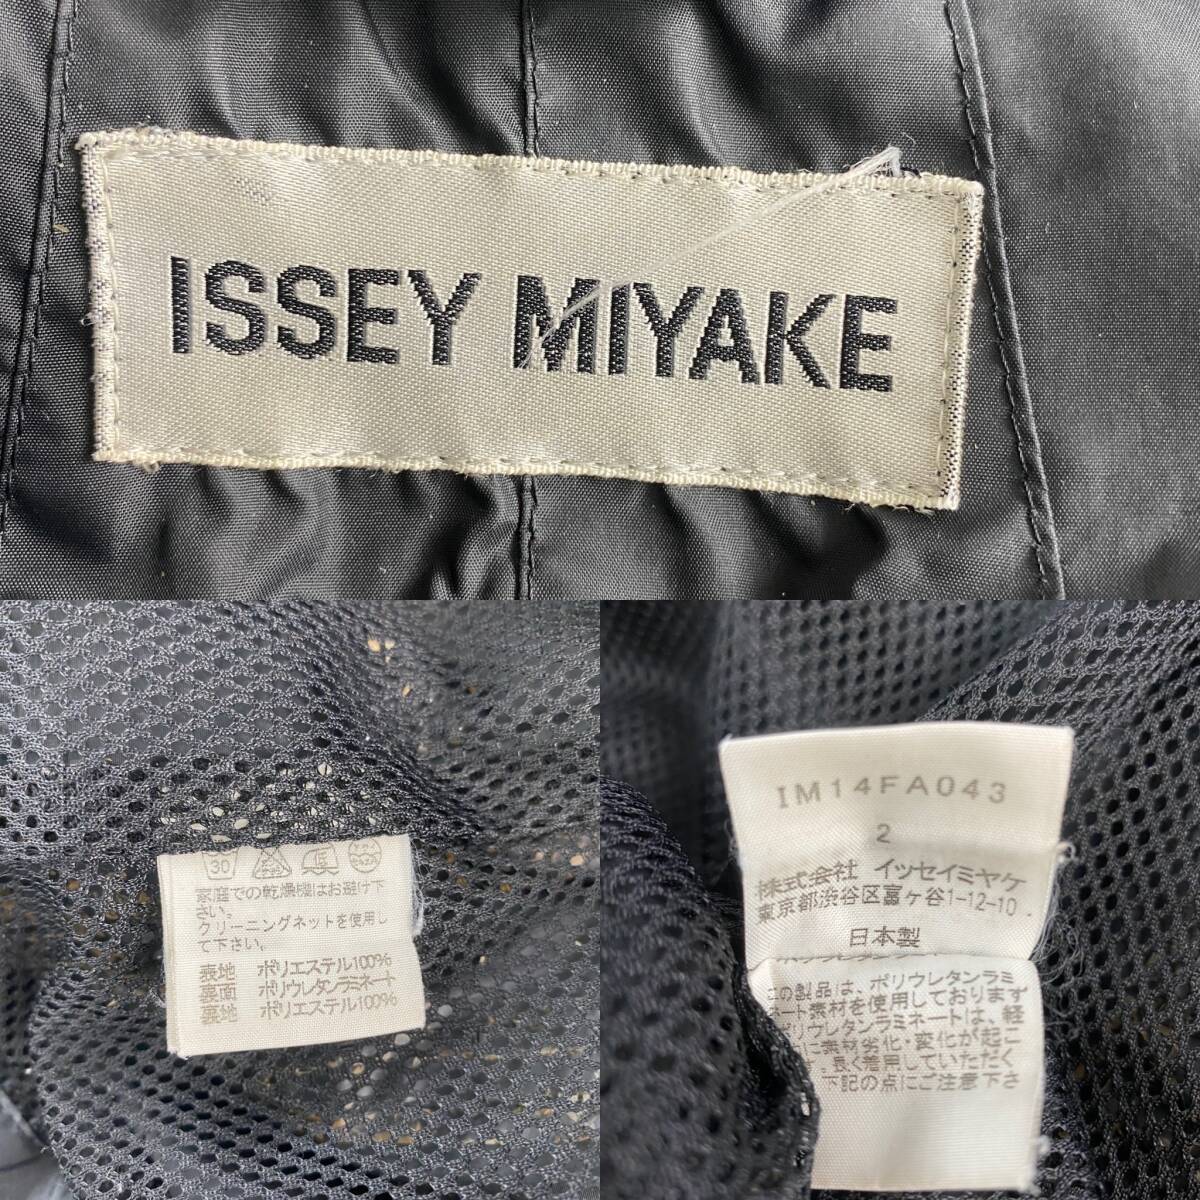 ISSEY MIYAKE
30
家庭での乾燥機はお避け下
さい。
クリーニングネットを使用し
て下さい。
表地 ポリエステル100%
裏面 ポリウレタンラミネート
裏地 ポリエステル100%
IM14FA043
2
株式会社 イッセイミヤケ
東京都渋谷区富ヶ谷1-12-10
日本製
この製品は、ポリウレタンラミ
ネート素材を使用しております
ポリウレタンラミネートは、経
に素材劣化・変化が起こ
、長く着用していただく
下記の点にご注意下さ